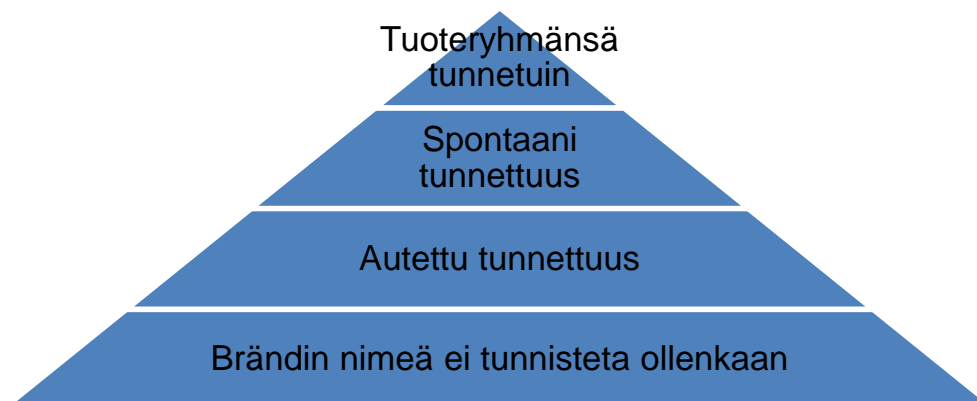 Tuoteryhmänsä
tunnetuin
Spontaani
tunnettuus
Autettu tunnettuus
Brändin nimeä ei tunnisteta ollenkaan